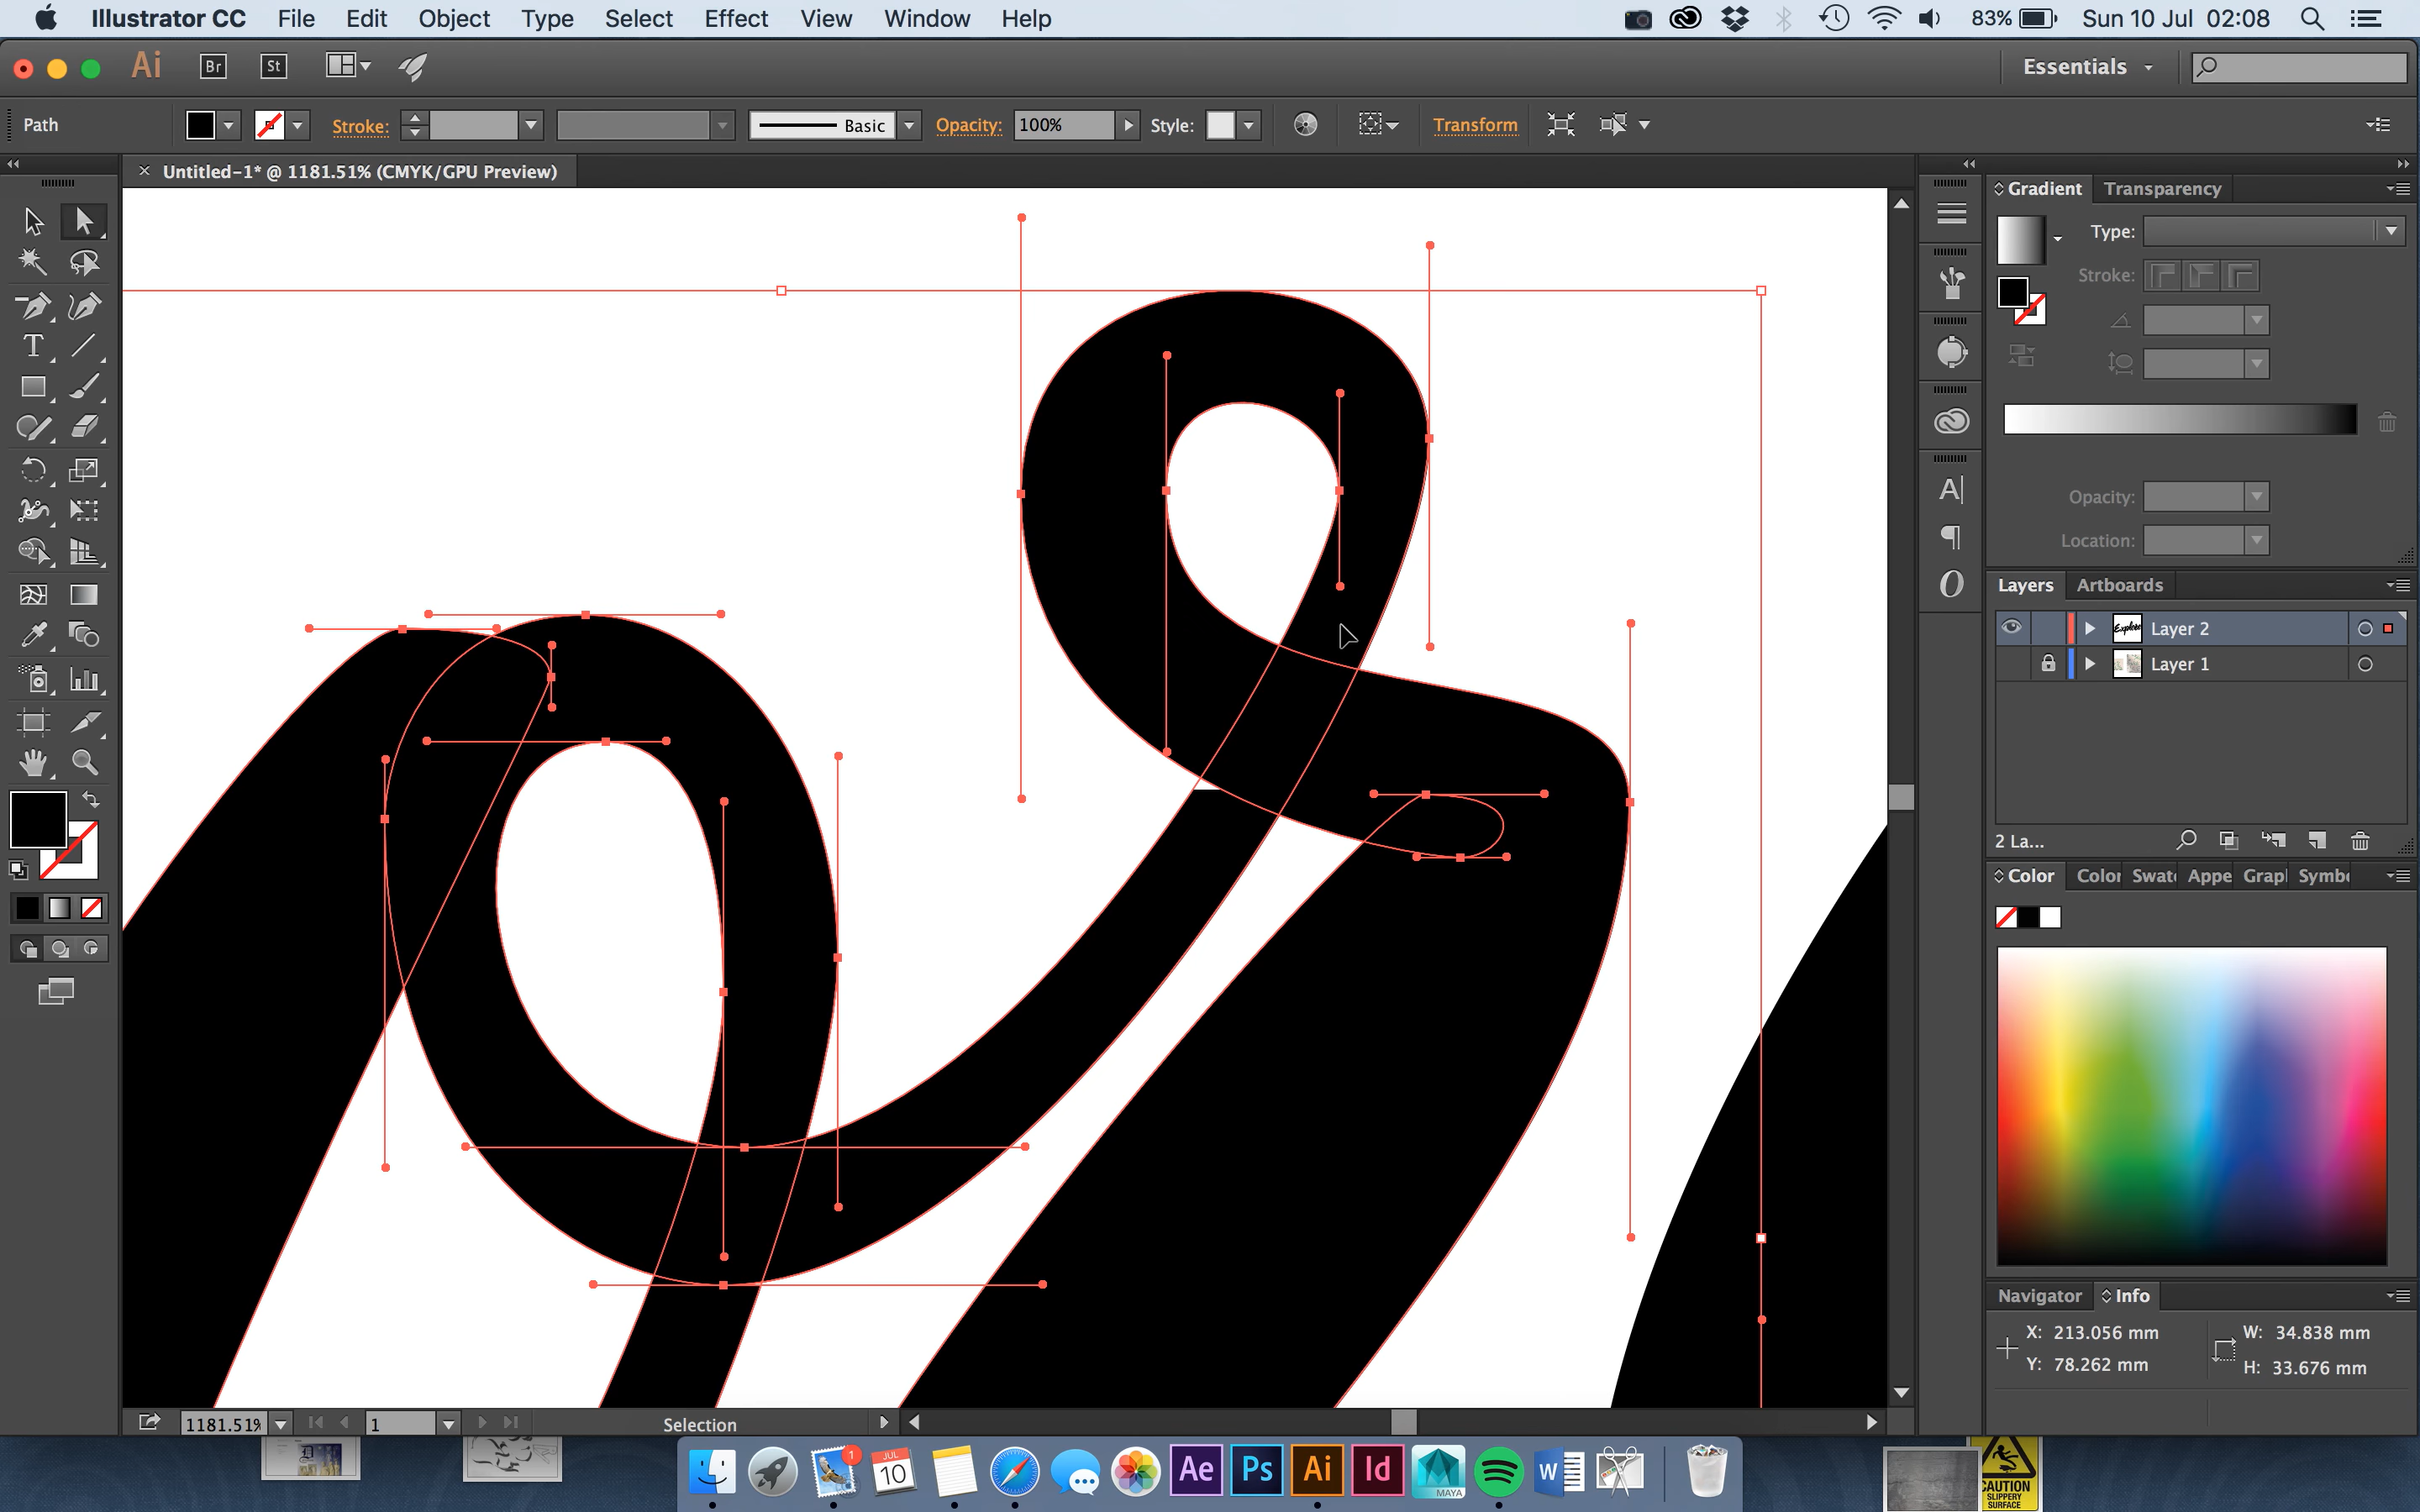 Illustrator CC File Edit Object Type Select Effect View Window Help 83% Sun 10 Jul 02:08
Ai Br St Essentials
Path Stroke: Basic Opacity: 100% Style: Transform
Untitled-1* @ 1181.51% (CMYK/GPU Preview)
Gradient Transparency
Type:
Stroke:
Opacity:
Location:
Layers Artboards
Explore Layer 2
Layer 1
2 La...
Color Color Swat Appe Grap Symb
Navigator Info
X: 213.056 mm W: 34.838 mm
Y: 78.262 mm H: 33.676 mm
1181.51% 1 Selection
1
JUL
10
Ae Ps Ai Id
MAYA
W
CAUTION
SLIPPERY
SURFACE